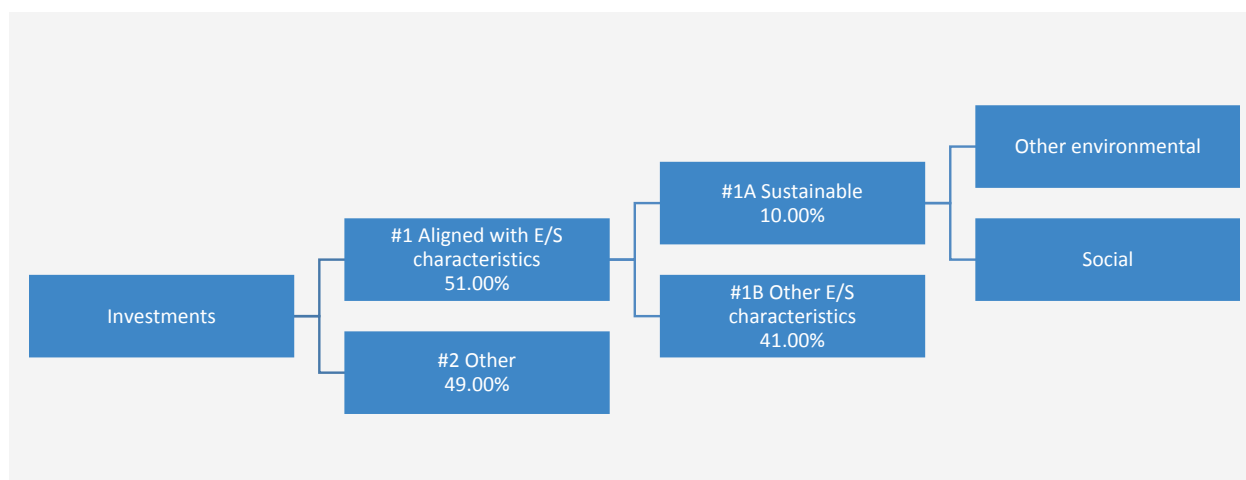 Investments
#1 Aligned with E/S
characteristics
51.00%
#2 Other
49.00%
#1A Sustainable
10.00%
#1B Other E/S
characteristics
41.00%
Other environmental
Social